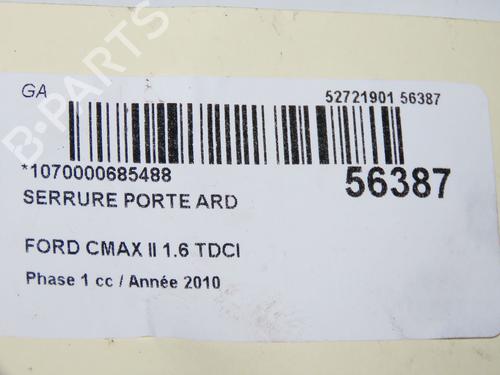 B-PARTS
GA
52721901 56387
*1070000685488
56387
SERRURE PORTE ARD
FORD CMAX II 1.6 TDCI
Phase 1 cc / Année 2010